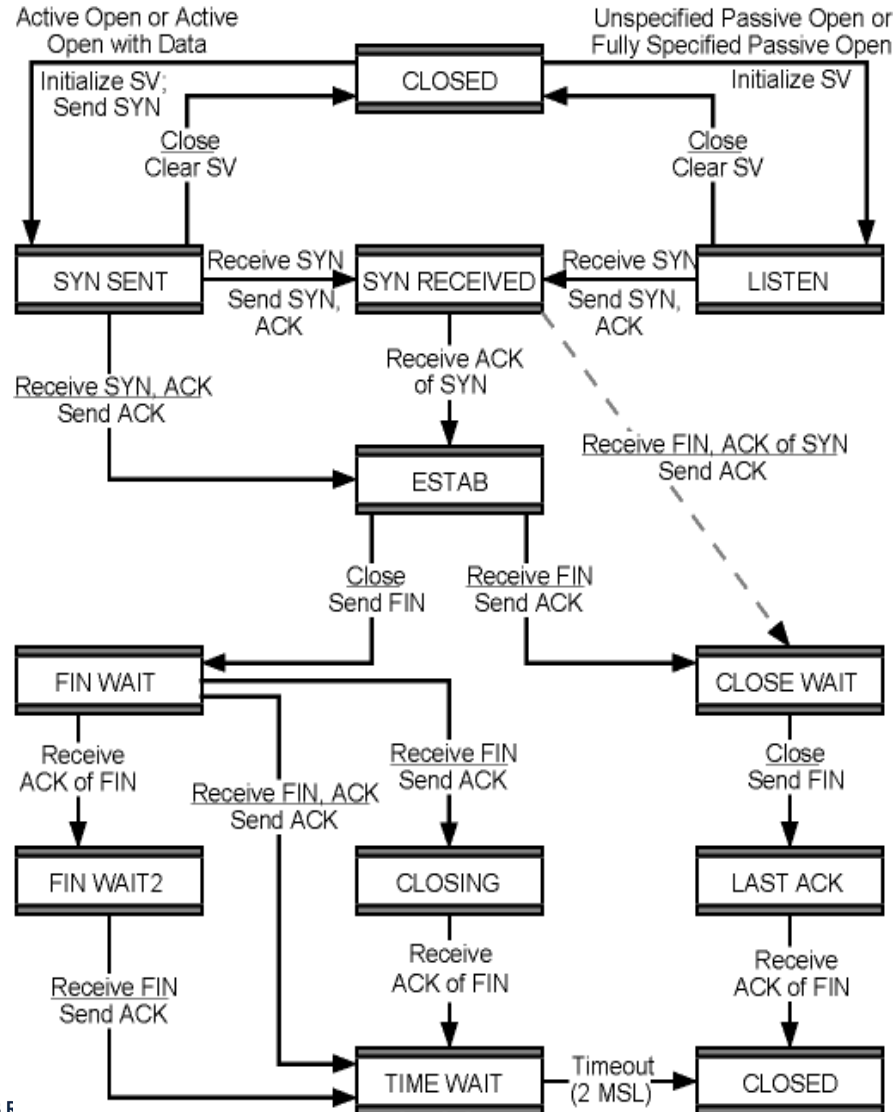 Active Open or Active
Open with Data
Unspecified Passive Open or
Fully Specified Passive Open
CLOSED
Initialize SV;
Send SYN
Initialize SV
Close
Clear SV
Close
Clear SV
SYN SENT
Receive SYN
Send SYN,
ACK
SYN RECEIVED
Receive SYN
Send SYN,
ACK
LISTEN
Receive SYN, ACK
Send ACK
Receive ACK
of SYN
Receive FIN, ACK of SYN
Send ACK
ESTAB
Close
Send FIN
Receive FIN
Send ACK
FIN WAIT
CLOSE WAIT
Receive
ACK of FIN
Receive FIN, ACK
Send ACK
Receive FIN
Send ACK
Close
Send FIN
FIN WAIT2
CLOSING
LAST ACK
Receive FIN
Send ACK
Receive
ACK of FIN
Receive
ACK of FIN
TIME WAIT
Timeout
(2 MSL)
CLOSED